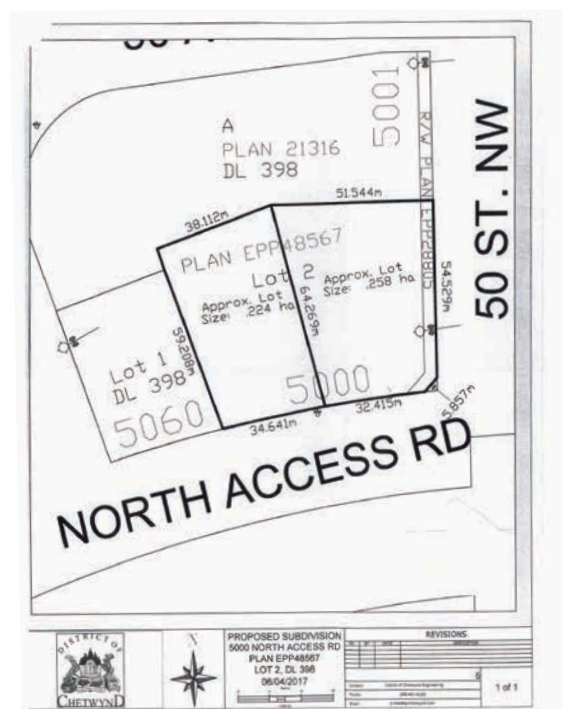 A
PLAN 21316
DL 398
5001
R/W PLAN EPP28805
50 ST. NW
51.544m
38.112m
PLAN EPP48567
Lot 2
Approx. Lot
Size: .224 ha
Approx. Lot
Size: .258 ha
54.529m
64.269m
59.208m
Lot 1
DL 398
5060
5000
34.641m
32.415m
5.857m
NORTH ACCESS RD
DISTRICT OF
CHETWYND
N
PROPOSED SUBDIVISION
5000 NORTH ACCESS RD
PLAN EPP48567
LOT 2, DL 398
06/04/2017
REVISIONS
1 of 1